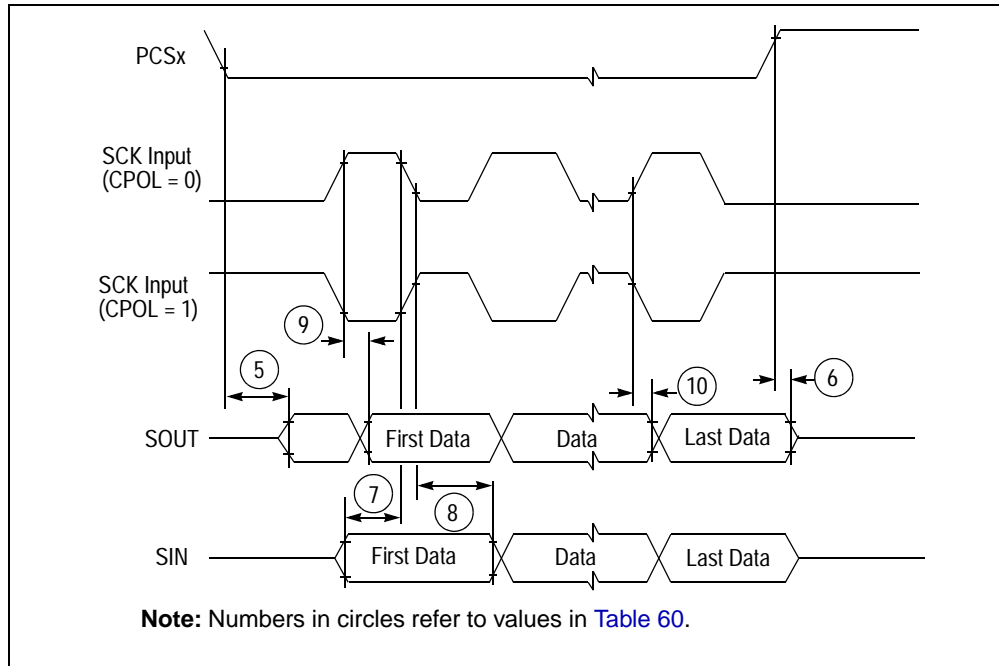 PCSx
SCK Input
(CPOL = 0)
SCK Input
(CPOL = 1)
9
5
10
6
SOUT
First Data
Data
Last Data
7
8
SIN
First Data
Data
Last Data
Note: Numbers in circles refer to values in Table 60.